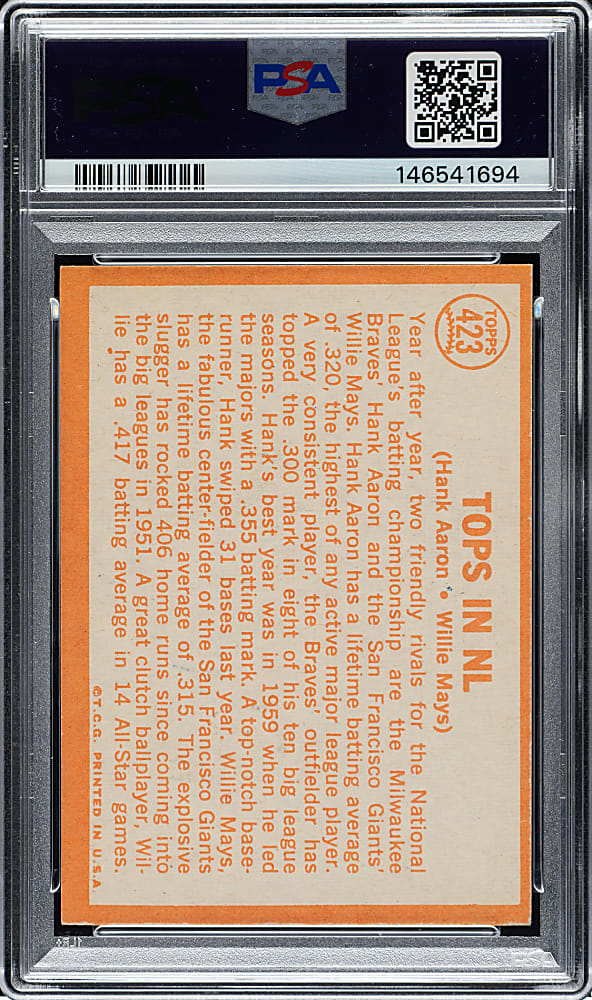 PSA
146541694
TOPPS
423
TOPS IN NL
(Hank Aaron • Willie Mays)
Year after year, two friendly rivals for the National
League's batting championship are the Milwaukee
Braves' Hank Aaron and the San Francisco Giants'
Willie Mays. Hank Aaron has a lifetime batting average
of .320, the highest of any active major league player.
A very consistent player, the Braves' outfielder has
topped the .300 mark in eight of his ten big league
seasons. Hank's best year was in 1959 when he led
the majors with a .355 batting mark. A top-notch base-
runner, Hank swiped 31 bases last year. Willie Mays,
the fabulous center-fielder of the San Francisco Giants
has a lifetime batting average of .315. The explosive
slugger has rocked 406 home runs since coming into
the big leagues in 1951. A great clutch ballplayer, Wil-
lie has a .417 batting average in 14 All-Star games.
©T.C.G. PRINTED IN U.S.A.